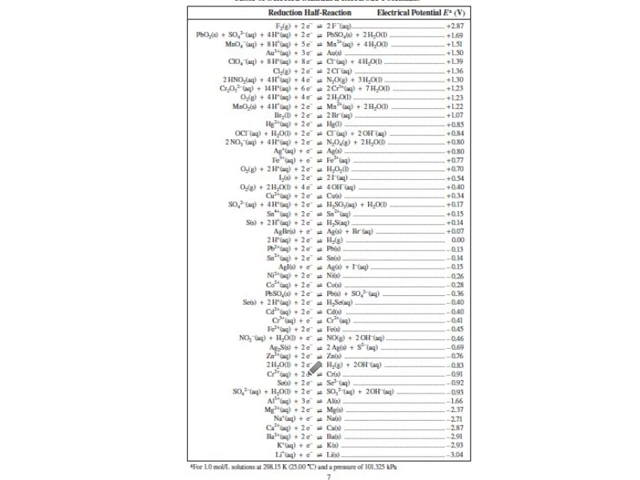 Reduction Half-Reaction Electrical Potential E° (V)
F₂(g) + 2 e⁻ ⇌ 2 F⁻(aq) +2.87
PbO₂(s) + SO₄²⁻(aq) + 4 H⁺(aq) + 2 e⁻ ⇌ PbSO₄(s) + 2 H₂O(l) +1.69
MnO₄⁻(aq) + 8 H⁺(aq) + 5 e⁻ ⇌ Mn²⁺(aq) + 4 H₂O(l) +1.51
Au³⁺(aq) + 3 e⁻ ⇌ Au(s) +1.50
ClO₄⁻(aq) + 8 H⁺(aq) + 8 e⁻ ⇌ Cl⁻(aq) + 4 H₂O(l) +1.39
Cl₂(g) + 2 e⁻ ⇌ 2 Cl⁻(aq) +1.36
2 HNO₂(aq) + 4 H⁺(aq) + 4 e⁻ ⇌ N₂O(g) + 3 H₂O(l) +1.30
Cr₂O₇²⁻(aq) + 14 H⁺(aq) + 6 e⁻ ⇌ 2 Cr³⁺(aq) + 7 H₂O(l) +1.23
O₂(g) + 4 H⁺(aq) + 4 e⁻ ⇌ 2 H₂O(l) +1.23
MnO₂(s) + 4 H⁺(aq) + 2 e⁻ ⇌ Mn²⁺(aq) + 2 H₂O(l) +1.22
Br₂(l) + 2 e⁻ ⇌ 2 Br⁻(aq) +1.07
Hg²⁺(aq) + 2 e⁻ ⇌ Hg(l) +0.85
OCl⁻(aq) + H₂O(l) + 2 e⁻ ⇌ Cl⁻(aq) + 2 OH⁻(aq) +0.84
2 NO₃⁻(aq) + 4 H⁺(aq) + 2 e⁻ ⇌ N₂O₄(g) + 2 H₂O(l) +0.80
Ag⁺(aq) + e⁻ ⇌ Ag(s) +0.80
Fe³⁺(aq) + e⁻ ⇌ Fe²⁺(aq) +0.77
O₂(g) + 2 H⁺(aq) + 2 e⁻ ⇌ H₂O₂(l) +0.70
I₂(s) + 2 e⁻ ⇌ 2 I⁻(aq) +0.54
O₂(g) + 2 H₂O(l) + 4 e⁻ ⇌ 4 OH⁻(aq) +0.40
Cu²⁺(aq) + 2 e⁻ ⇌ Cu(s) +0.34
SO₄²⁻(aq) + 4 H⁺(aq) + 2 e⁻ ⇌ H₂SO₃(aq) + H₂O(l) +0.17
Sn⁴⁺(aq) + 2 e⁻ ⇌ Sn²⁺(aq) +0.15
S(s) + 2 H⁺(aq) + 2 e⁻ ⇌ H₂S(aq) +0.14
AgBr(s) + e⁻ ⇌ Ag(s) + Br⁻(aq) +0.07
2 H⁺(aq) + 2 e⁻ ⇌ H₂(g) 0.00
Pb²⁺(aq) + 2 e⁻ ⇌ Pb(s) -0.13
Sn²⁺(aq) + 2 e⁻ ⇌ Sn(s) -0.14
AgI(s) + e⁻ ⇌ Ag(s) + I⁻(aq) -0.15
Ni²⁺(aq) + 2 e⁻ ⇌ Ni(s) -0.26
Co²⁺(aq) + 2 e⁻ ⇌ Co(s) -0.28
PbSO₄(s) + 2 e⁻ ⇌ Pb(s) + SO₄²⁻(aq) -0.36
Se(s) + 2 H⁺(aq) + 2 e⁻ ⇌ H₂Se(aq) -0.40
Cd²⁺(aq) + 2 e⁻ ⇌ Cd(s) -0.40
Cr³⁺(aq) + e⁻ ⇌ Cr²⁺(aq) -0.41
Fe²⁺(aq) + 2 e⁻ ⇌ Fe(s) -0.45
NO₂⁻(aq) + H₂O(l) + e⁻ ⇌ NO(g) + 2 OH⁻(aq) -0.46
Ag₂S(s) + 2 e⁻ ⇌ 2 Ag(s) + S²⁻(aq) -0.69
Zn²⁺(aq) + 2 e⁻ ⇌ Zn(s) -0.76
2 H₂O(l) + 2 e⁻ ⇌ H₂(g) + 2 OH⁻(aq) -0.83
Cr²⁺(aq) + 2 ⇌ Cr(s) -0.91
Se(s) + 2 e⁻ ⇌ Se²⁻(aq) -0.92
SO₄²⁻(aq) + H₂O(l) + 2 e⁻ ⇌ SO₃²⁻(aq) + 2 OH⁻(aq) -0.93
Al³⁺(aq) + 3 e⁻ ⇌ Al(s) -1.66
Mg²⁺(aq) + 2 e⁻ ⇌ Mg(s) -2.37
Na⁺(aq) + e⁻ ⇌ Na(s) -2.71
Ca²⁺(aq) + 2 e⁻ ⇌ Ca(s) -2.87
Ba²⁺(aq) + 2 e⁻ ⇌ Ba(s) -2.91
K⁺(aq) + e⁻ ⇌ K(s) -2.93
Li⁺(aq) + e⁻ ⇌ Li(s) -3.04
*For 1.0 mol/L solutions at 298.15 K (25.00 °C) and a pressure of 101.325 kPa
7